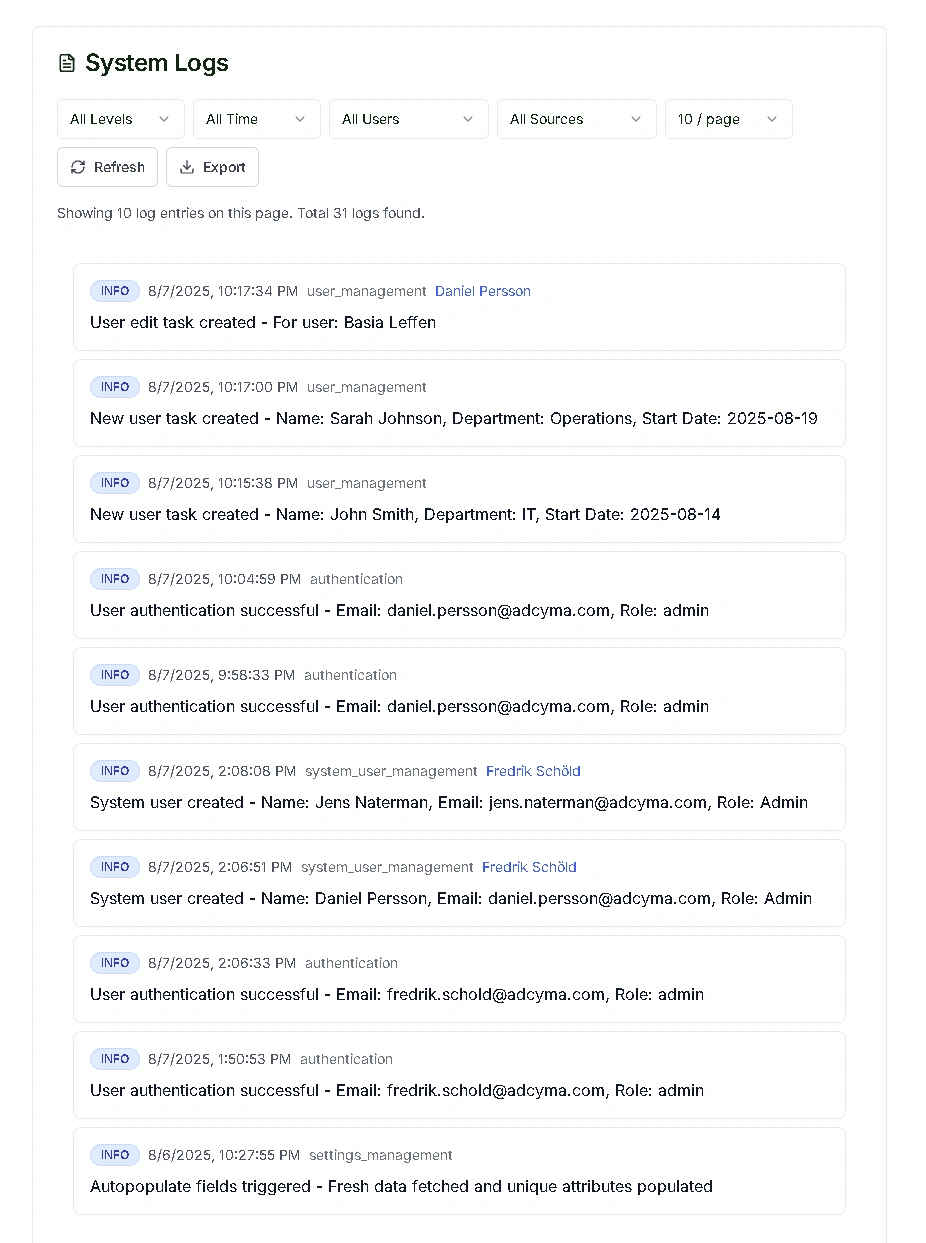 System Logs
All Levels All Time All Users All Sources 10 / page
Refresh Export
Showing 10 log entries on this page. Total 31 logs found.
INFO 8/7/2025, 10:17:34 PM user_management Daniel Persson
User edit task created - For user: Basia Leffen
INFO 8/7/2025, 10:17:00 PM user_management
New user task created - Name: Sarah Johnson, Department: Operations, Start Date: 2025-08-19
INFO 8/7/2025, 10:15:38 PM user_management
New user task created - Name: John Smith, Department: IT, Start Date: 2025-08-14
INFO 8/7/2025, 10:04:59 PM authentication
User authentication successful - Email: daniel.persson@adcyma.com, Role: admin
INFO 8/7/2025, 9:58:33 PM authentication
User authentication successful - Email: daniel.persson@adcyma.com, Role: admin
INFO 8/7/2025, 2:08:08 PM system_user_management Fredrik Schöld
System user created - Name: Jens Naterman, Email: jens.naterman@adcyma.com, Role: Admin
INFO 8/7/2025, 2:06:51 PM system_user_management Fredrik Schöld
System user created - Name: Daniel Persson, Email: daniel.persson@adcyma.com, Role: Admin
INFO 8/7/2025, 2:06:33 PM authentication
User authentication successful - Email: fredrik.schold@adcyma.com, Role: admin
INFO 8/7/2025, 1:50:53 PM authentication
User authentication successful - Email: fredrik.schold@adcyma.com, Role: admin
INFO 8/6/2025, 10:27:55 PM settings_management
Autopopulate fields triggered - Fresh data fetched and unique attributes populated